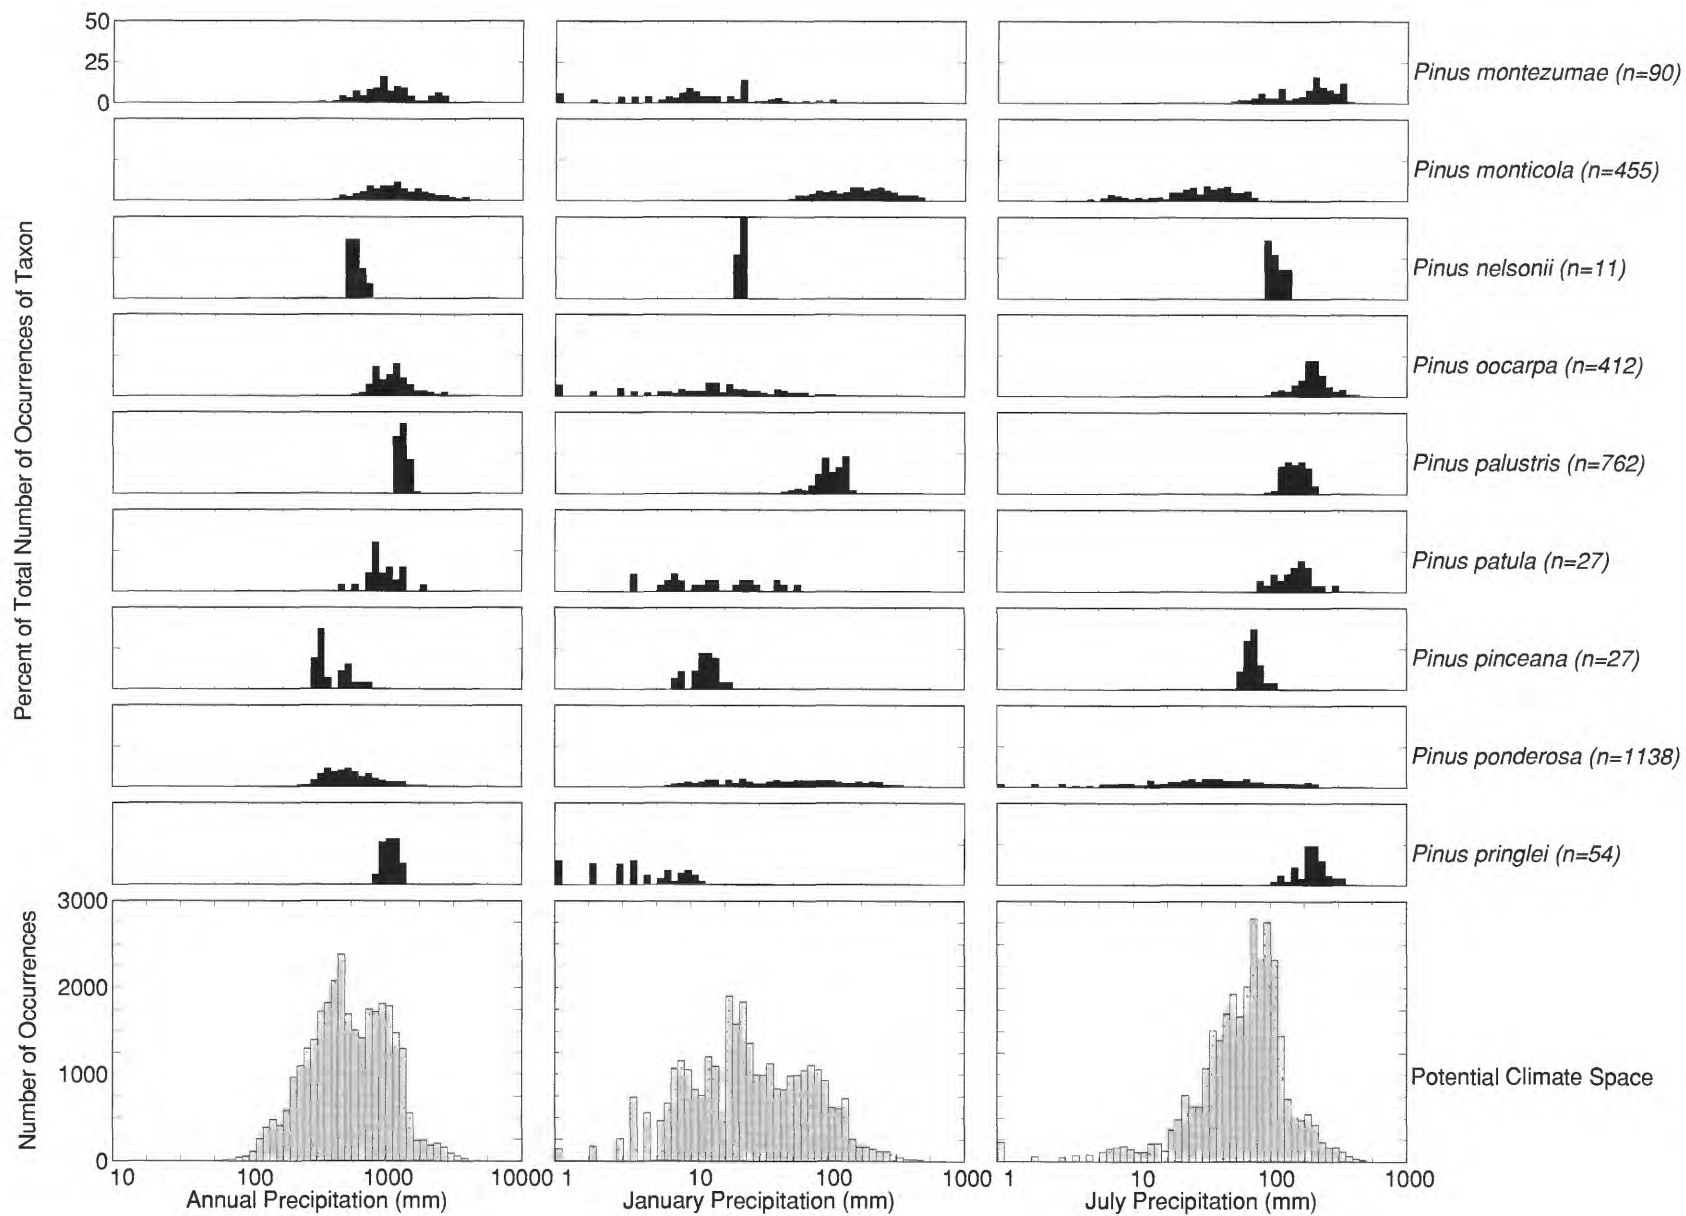 50
25
0
Pinus montezumae (n=90)
Pinus monticola (n=455)
Pinus nelsonii (n=11)
Pinus oocarpa (n=412)
Pinus palustris (n=762)
Pinus patula (n=27)
Pinus pinceana (n=27)
Pinus ponderosa (n=1138)
Pinus pringlei (n=54)
Percent of Total Number of Occurrences of Taxon
3000
2000
1000
0
Number of Occurrences
Potential Climate Space
10 100 1000 10000
1 10 100 1000
1 10 100 1000
Annual Precipitation (mm)
January Precipitation (mm)
July Precipitation (mm)